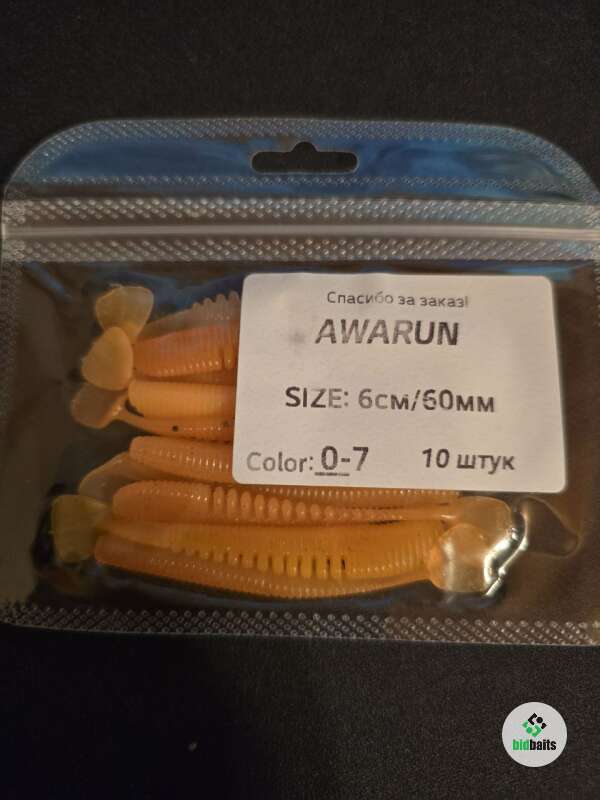 Спасибо за заказ!
AWARUN
SIZE: 6см/60мм
Color: 0-7 10 штук
bidbaits